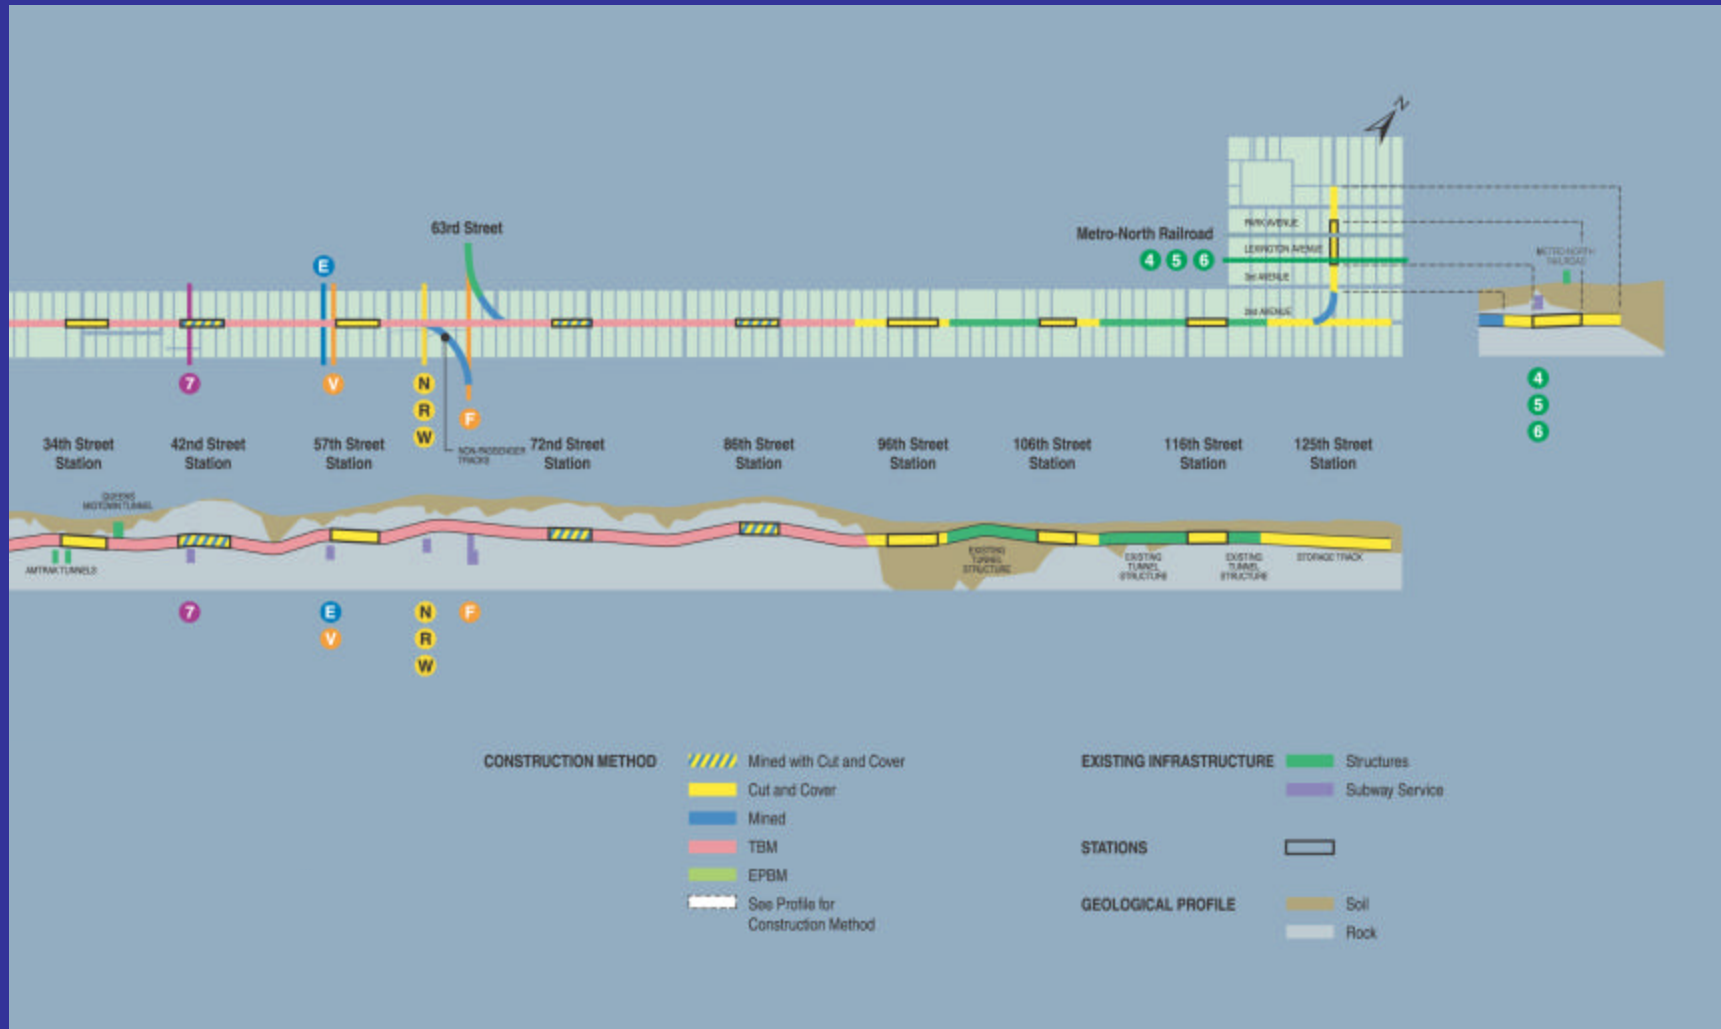 N
63rd Street
PARK AVENUE
Metro-North Railroad
LEXINGTON AVENUE
4 5 6
METRO-NORTH
RAILROAD
E
3rd AVENUE
2nd AVENUE
7
V
N
R
W
F
4
5
6
NON-PASSENGER
TRACKS
34th Street
Station
42nd Street
Station
57th Street
Station
72nd Street
Station
86th Street
Station
96th Street
Station
106th Street
Station
116th Street
Station
125th Street
Station
QUEENS
MIDTOWN TUNNEL
AMTRAK TUNNELS
EXISTING
TUNNEL
STRUCTURE
EXISTING
TUNNEL
STRUCTURE
EXISTING
TUNNEL
STRUCTURE
STORAGE TRACK
7
E
V
N
R
W
F
CONSTRUCTION METHOD
Mined with Cut and Cover
Cut and Cover
Mined
TBM
EPBM
See Profile for
Construction Method
EXISTING INFRASTRUCTURE
Structures
Subway Service
STATIONS
GEOLOGICAL PROFILE
Soil
Rock